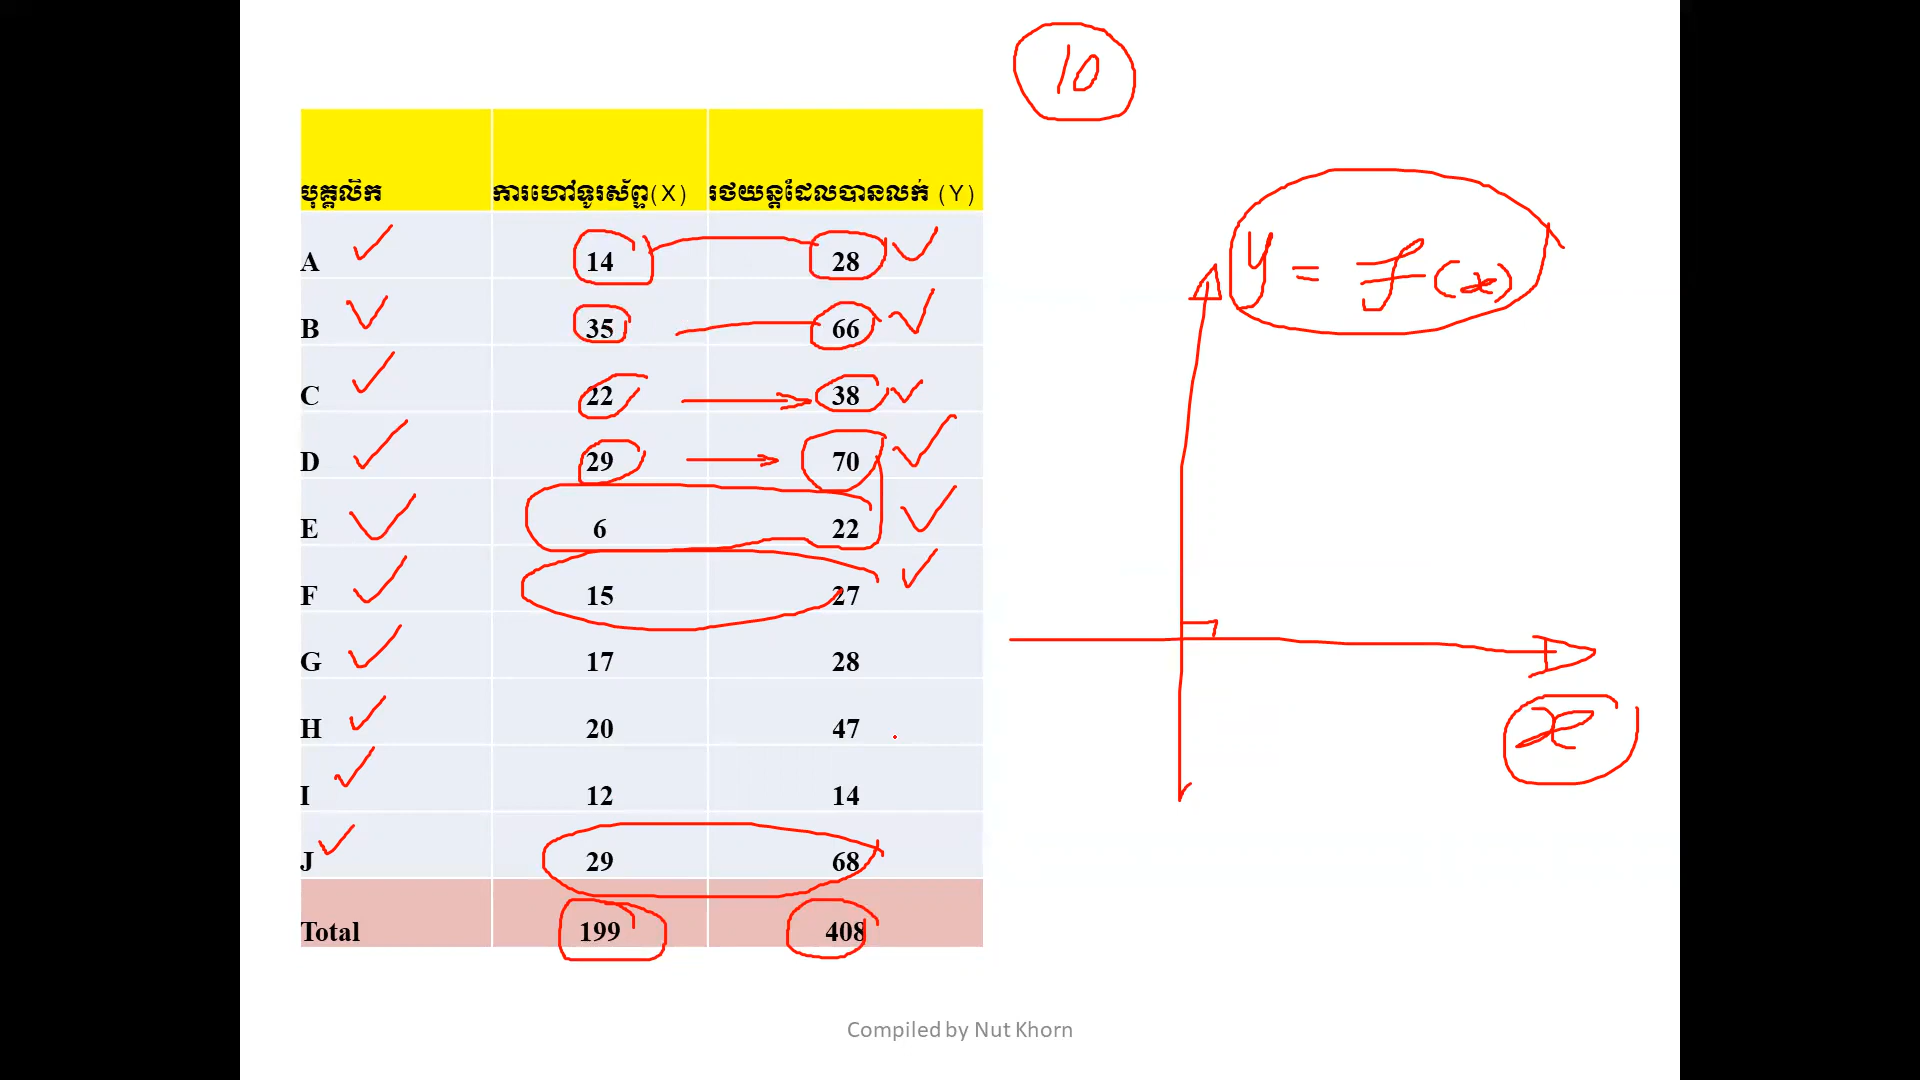 10
បុគ្គលិក ការហៅទូរស័ព្ទ(X) រថយន្តដែលបានលក់ (Y)
A 14 28
B 35 66
C 22 38
D 29 70
E 6 22
F 15 27
G 17 28
H 20 47
I 12 14
J 29 68
Total 199 408
y = f(x)
x
Compiled by Nut Khorn